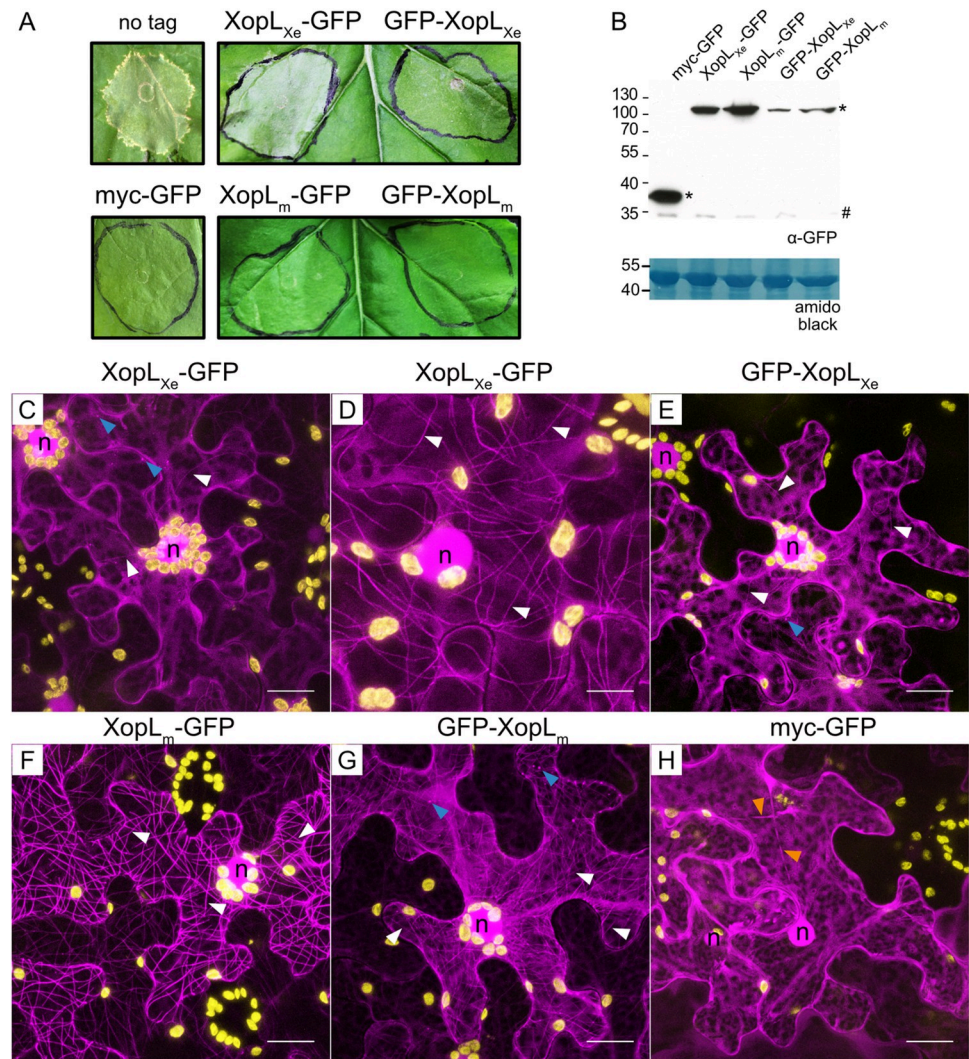 A
no tag
XopLXe-GFP
GFP-XopLXe
myc-GFP
XopLm-GFP
GFP-XopLm
B
myc-GFP
XopLXe-GFP
XopLm-GFP
GFP-XopLXe
GFP-XopLm
130
100
70
55
40
35
*
*
#
α-GFP
55
40
amido
black
XopLXe-GFP
XopLXe-GFP
GFP-XopLXe
C
n
n
D
n
E
n
n
XopLm-GFP
GFP-XopLm
myc-GFP
F
n
G
n
H
n
n